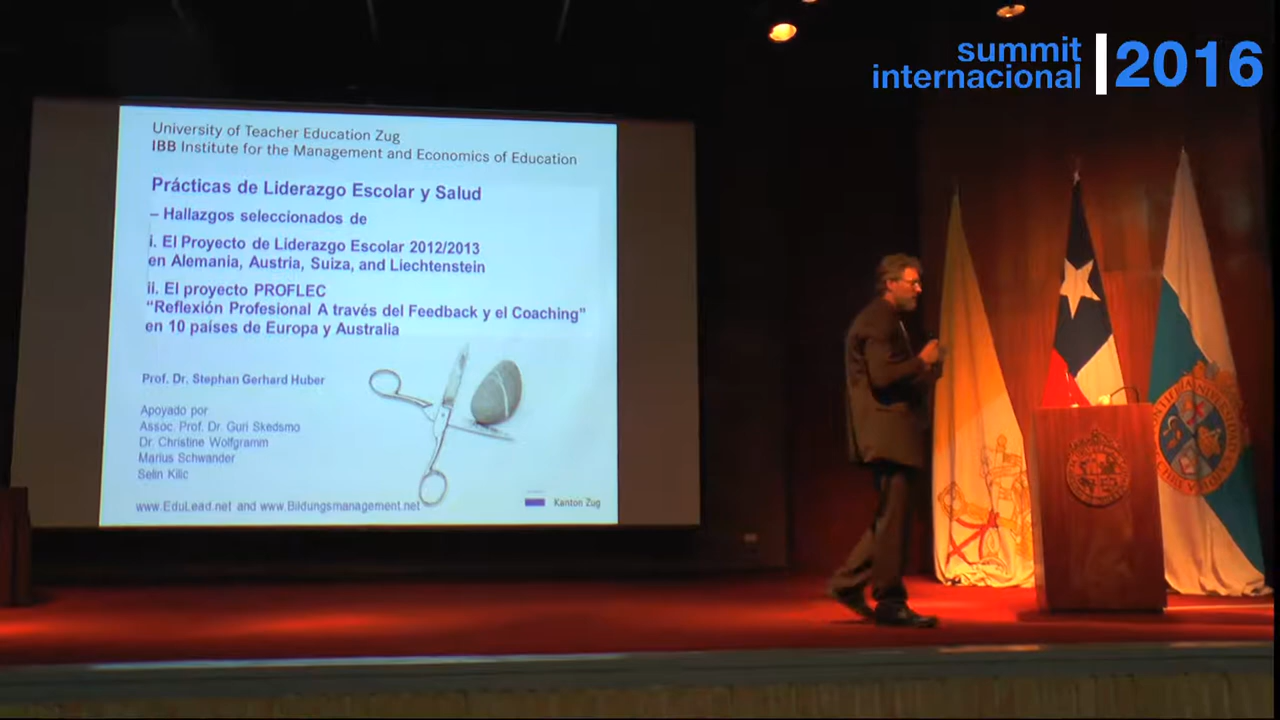 summit
internacional
2016
University of Teacher Education Zug
IBB Institute for the Management and Economics of Education
Prácticas de Liderazgo Escolar y Salud
– Hallazgos seleccionados de
i. El Proyecto de Liderazgo Escolar 2012/2013
en Alemania, Austria, Suiza, and Liechtenstein
ii. El proyecto PROFLEC
“Reflexión Profesional A través del Feedback y el Coaching”
en 10 países de Europa y Australia
Prof. Dr. Stephan Gerhard Huber
Apoyado por
Assoc. Prof. Dr. Guri Skedsmo
Dr. Christine Wolfgramm
Marius Schwander
Selin Kilic
www.EduLead.net and www.Bildungsmanagement.net
Kanton Zug